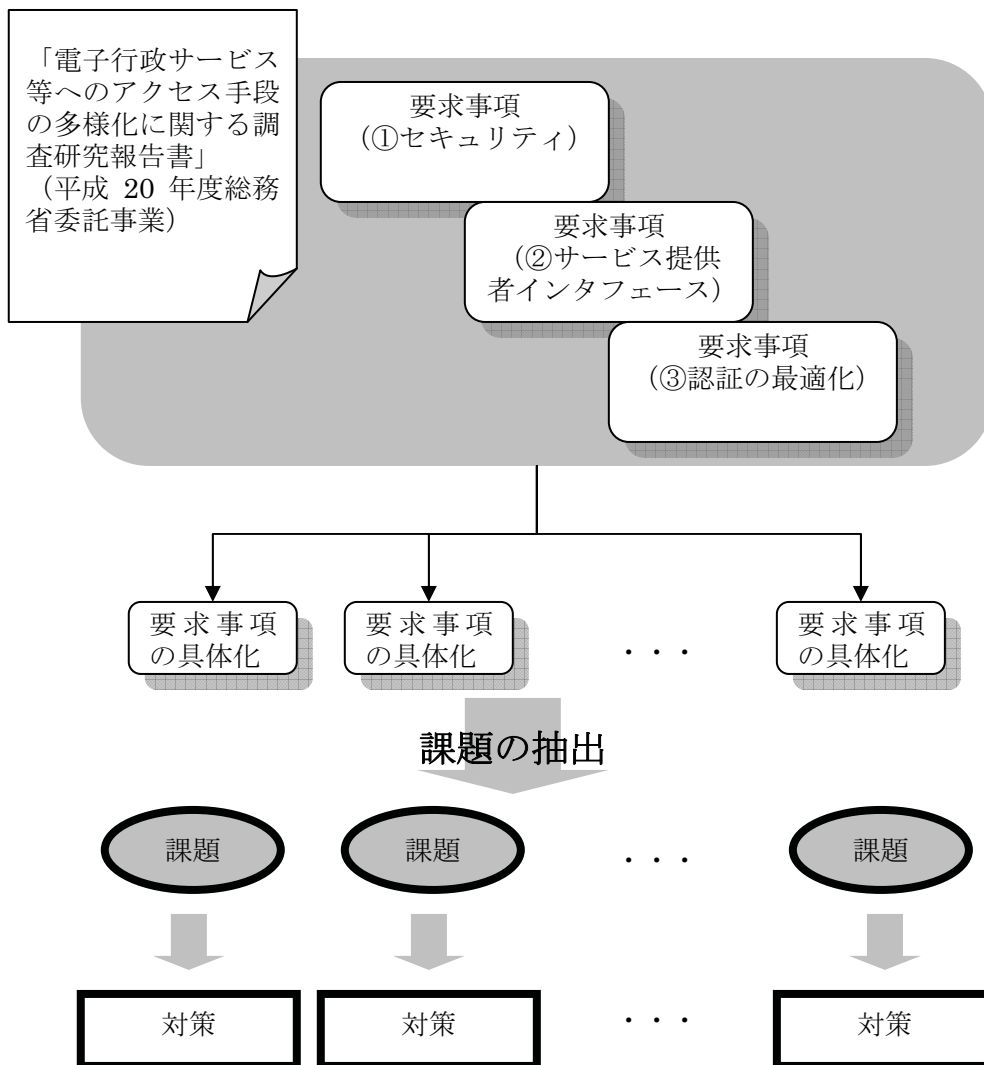 「電子行政サービス
等へのアクセス手段
の多様化に関する調
査研究報告書」
（平成 20 年度総務
省委託事業）
要求事項
（①セキュリティ）
要求事項
（②サービス提供
者インタフェース）
要求事項
（③認証の最適化）
要求事項
の具体化
要求事項
の具体化
・・・
要求事項
の具体化
課題の抽出
課題
課題
・・・
課題
対策
対策
・・・
対策